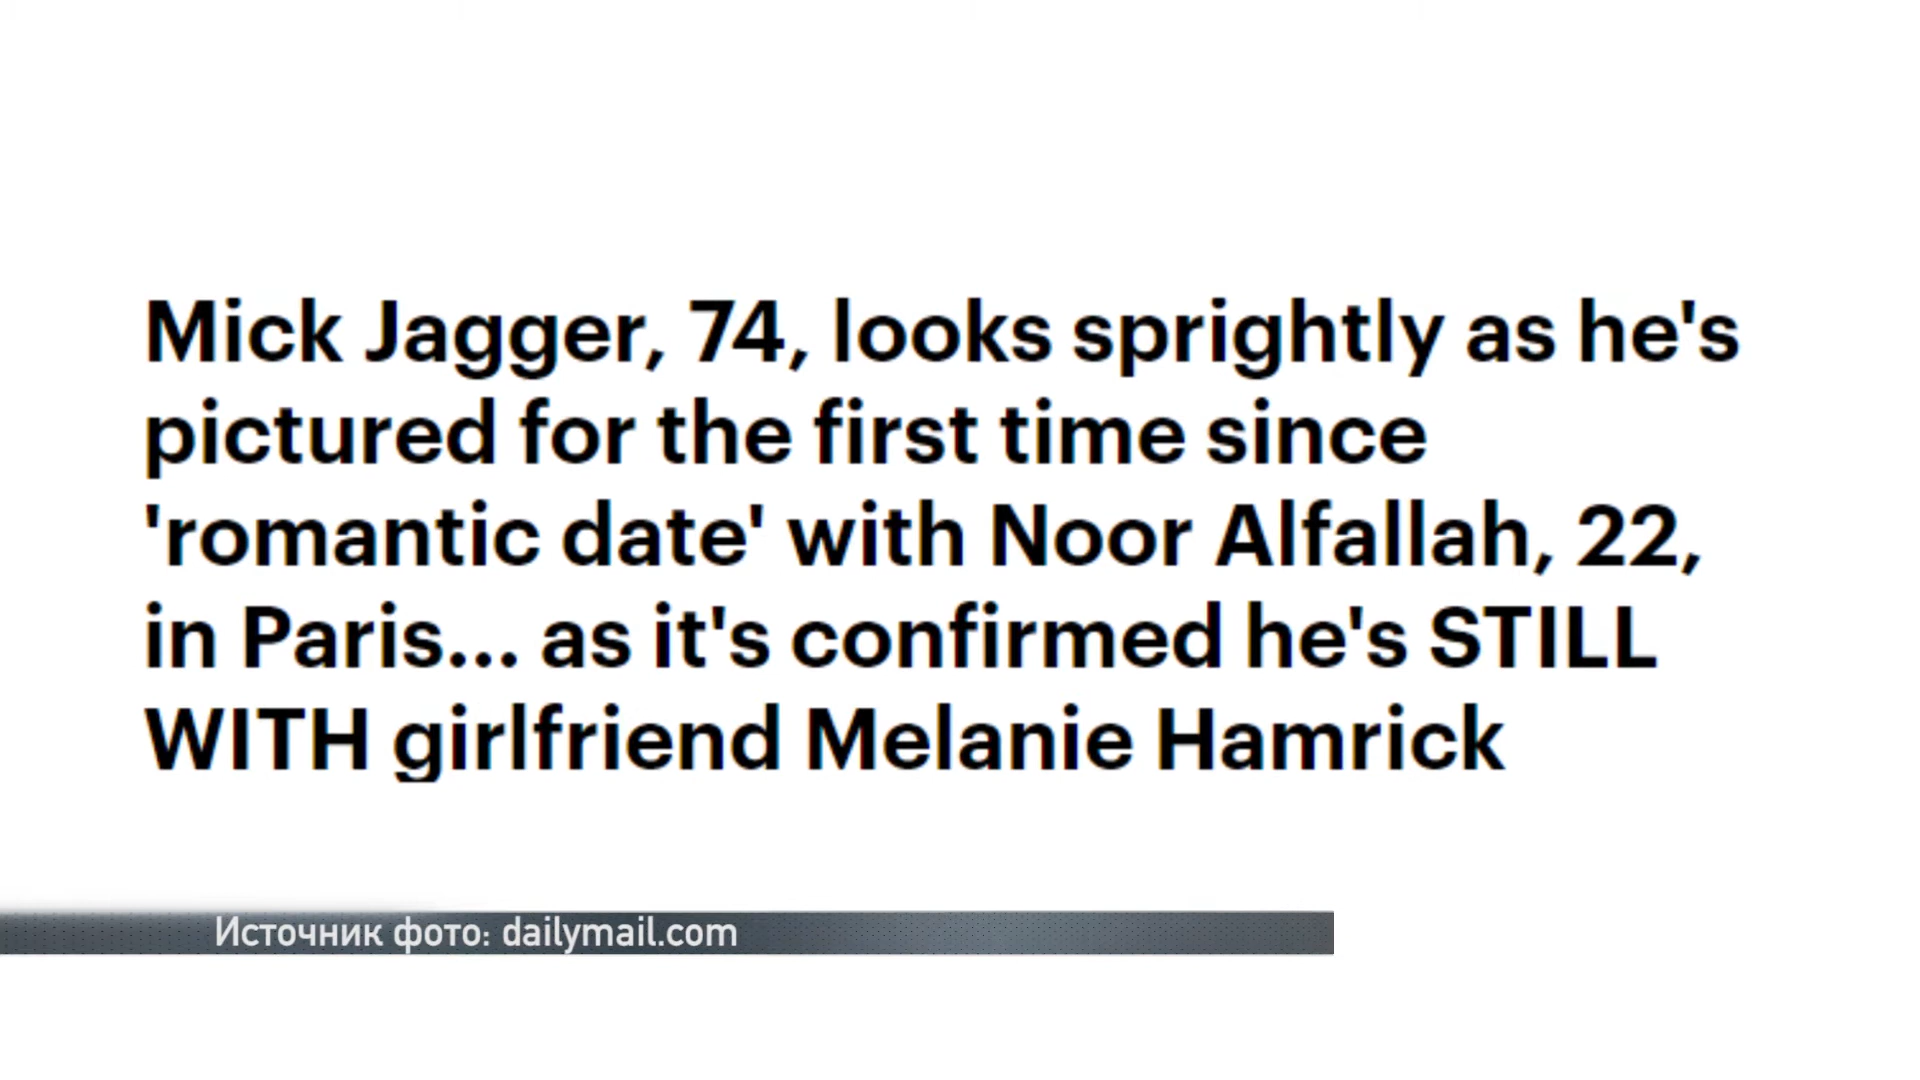 Mick Jagger, 74, looks sprightly as he's
pictured for the first time since
'romantic date' with Noor Alfallah, 22,
in Paris... as it's confirmed he's STILL
WITH girlfriend Melanie Hamrick
Источник фото: dailymail.com